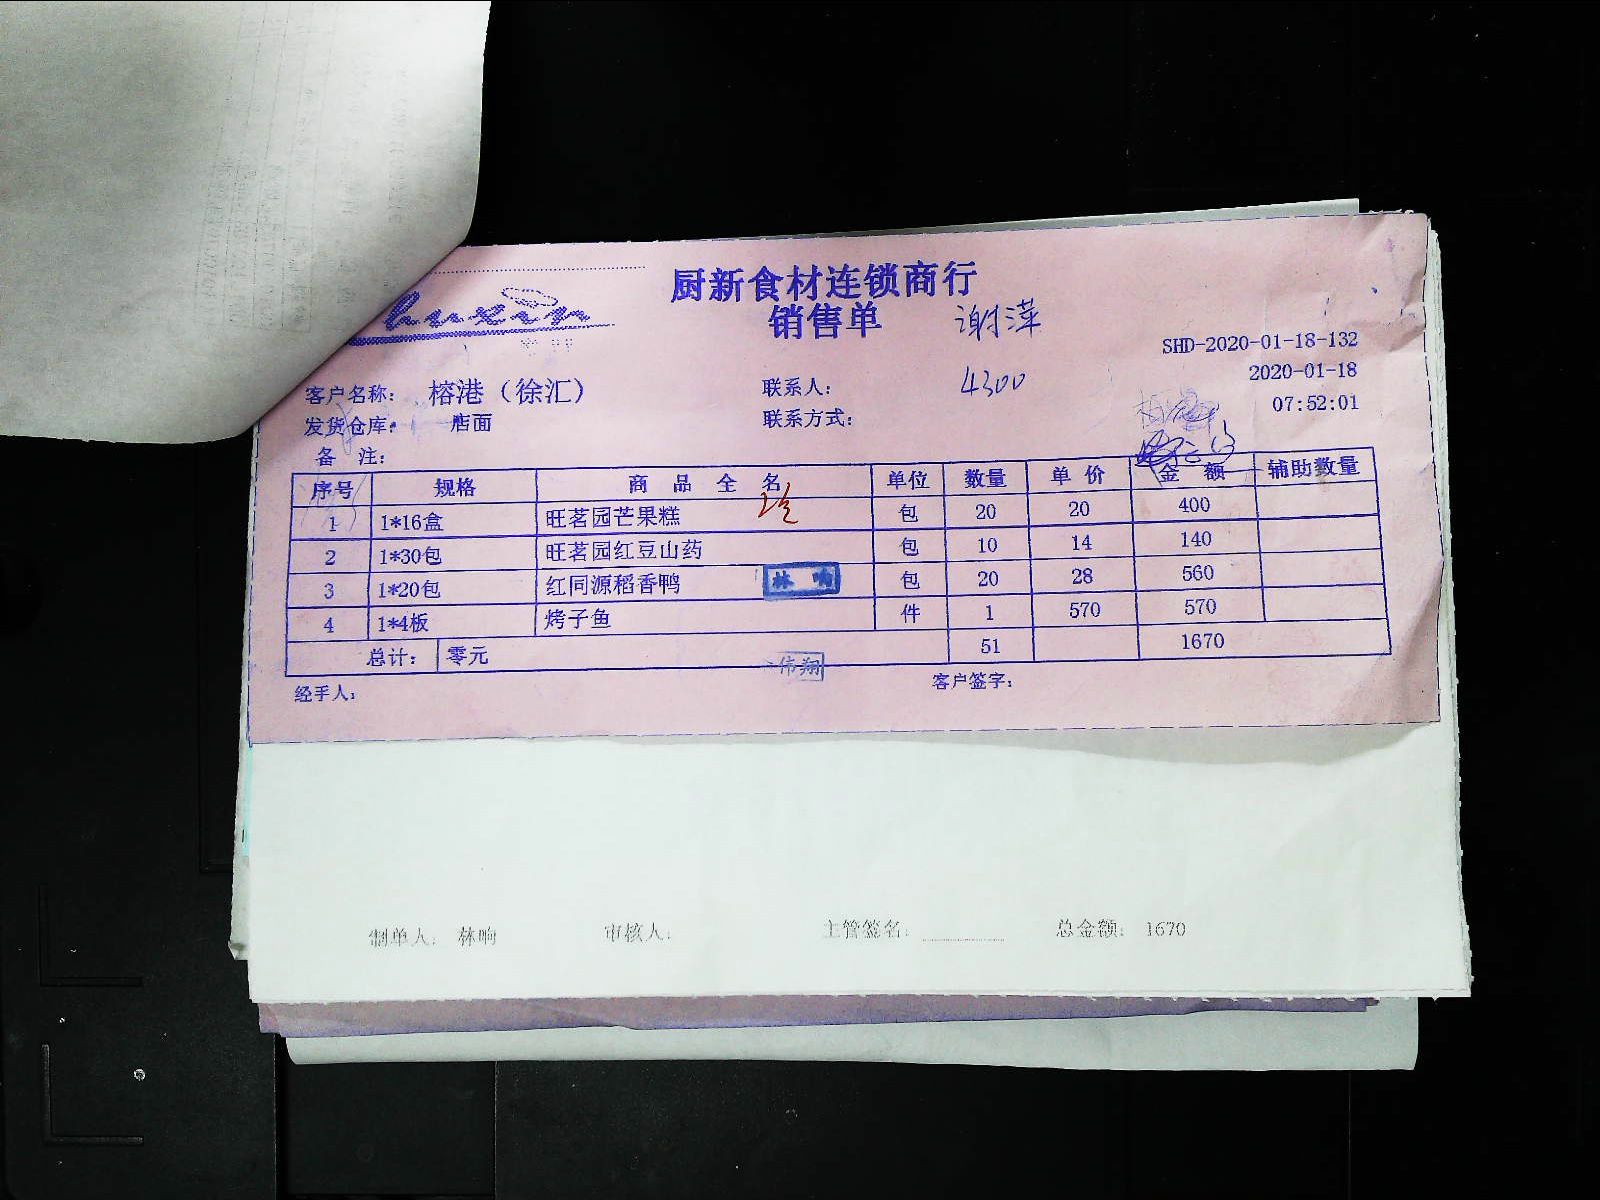 厨新食材连锁商行
销售单 谢萍
SHD-2020-01-18-132
2020-01-18
07:52:01
客户名称: 榕港（徐汇） 联系人: 4300
发货仓库: 店面 联系方式:
备 注:
序号 规格 商 品 全 名 单位 数量 单 价 金 额 辅助数量
1 1*16盒 旺茗园芒果糕 包 20 20 400
2 1*30包 旺茗园红豆山药 包 10 14 140
3 1*20包 红同源稻香鸭 林 响 包 20 28 560
4 1*4板 烤子鱼 件 1 570 570
总计: 零元 51 1670
伟翔
经手人: 客户签字:
制单人: 林响 审核人: 主管签名: 总金额: 1670